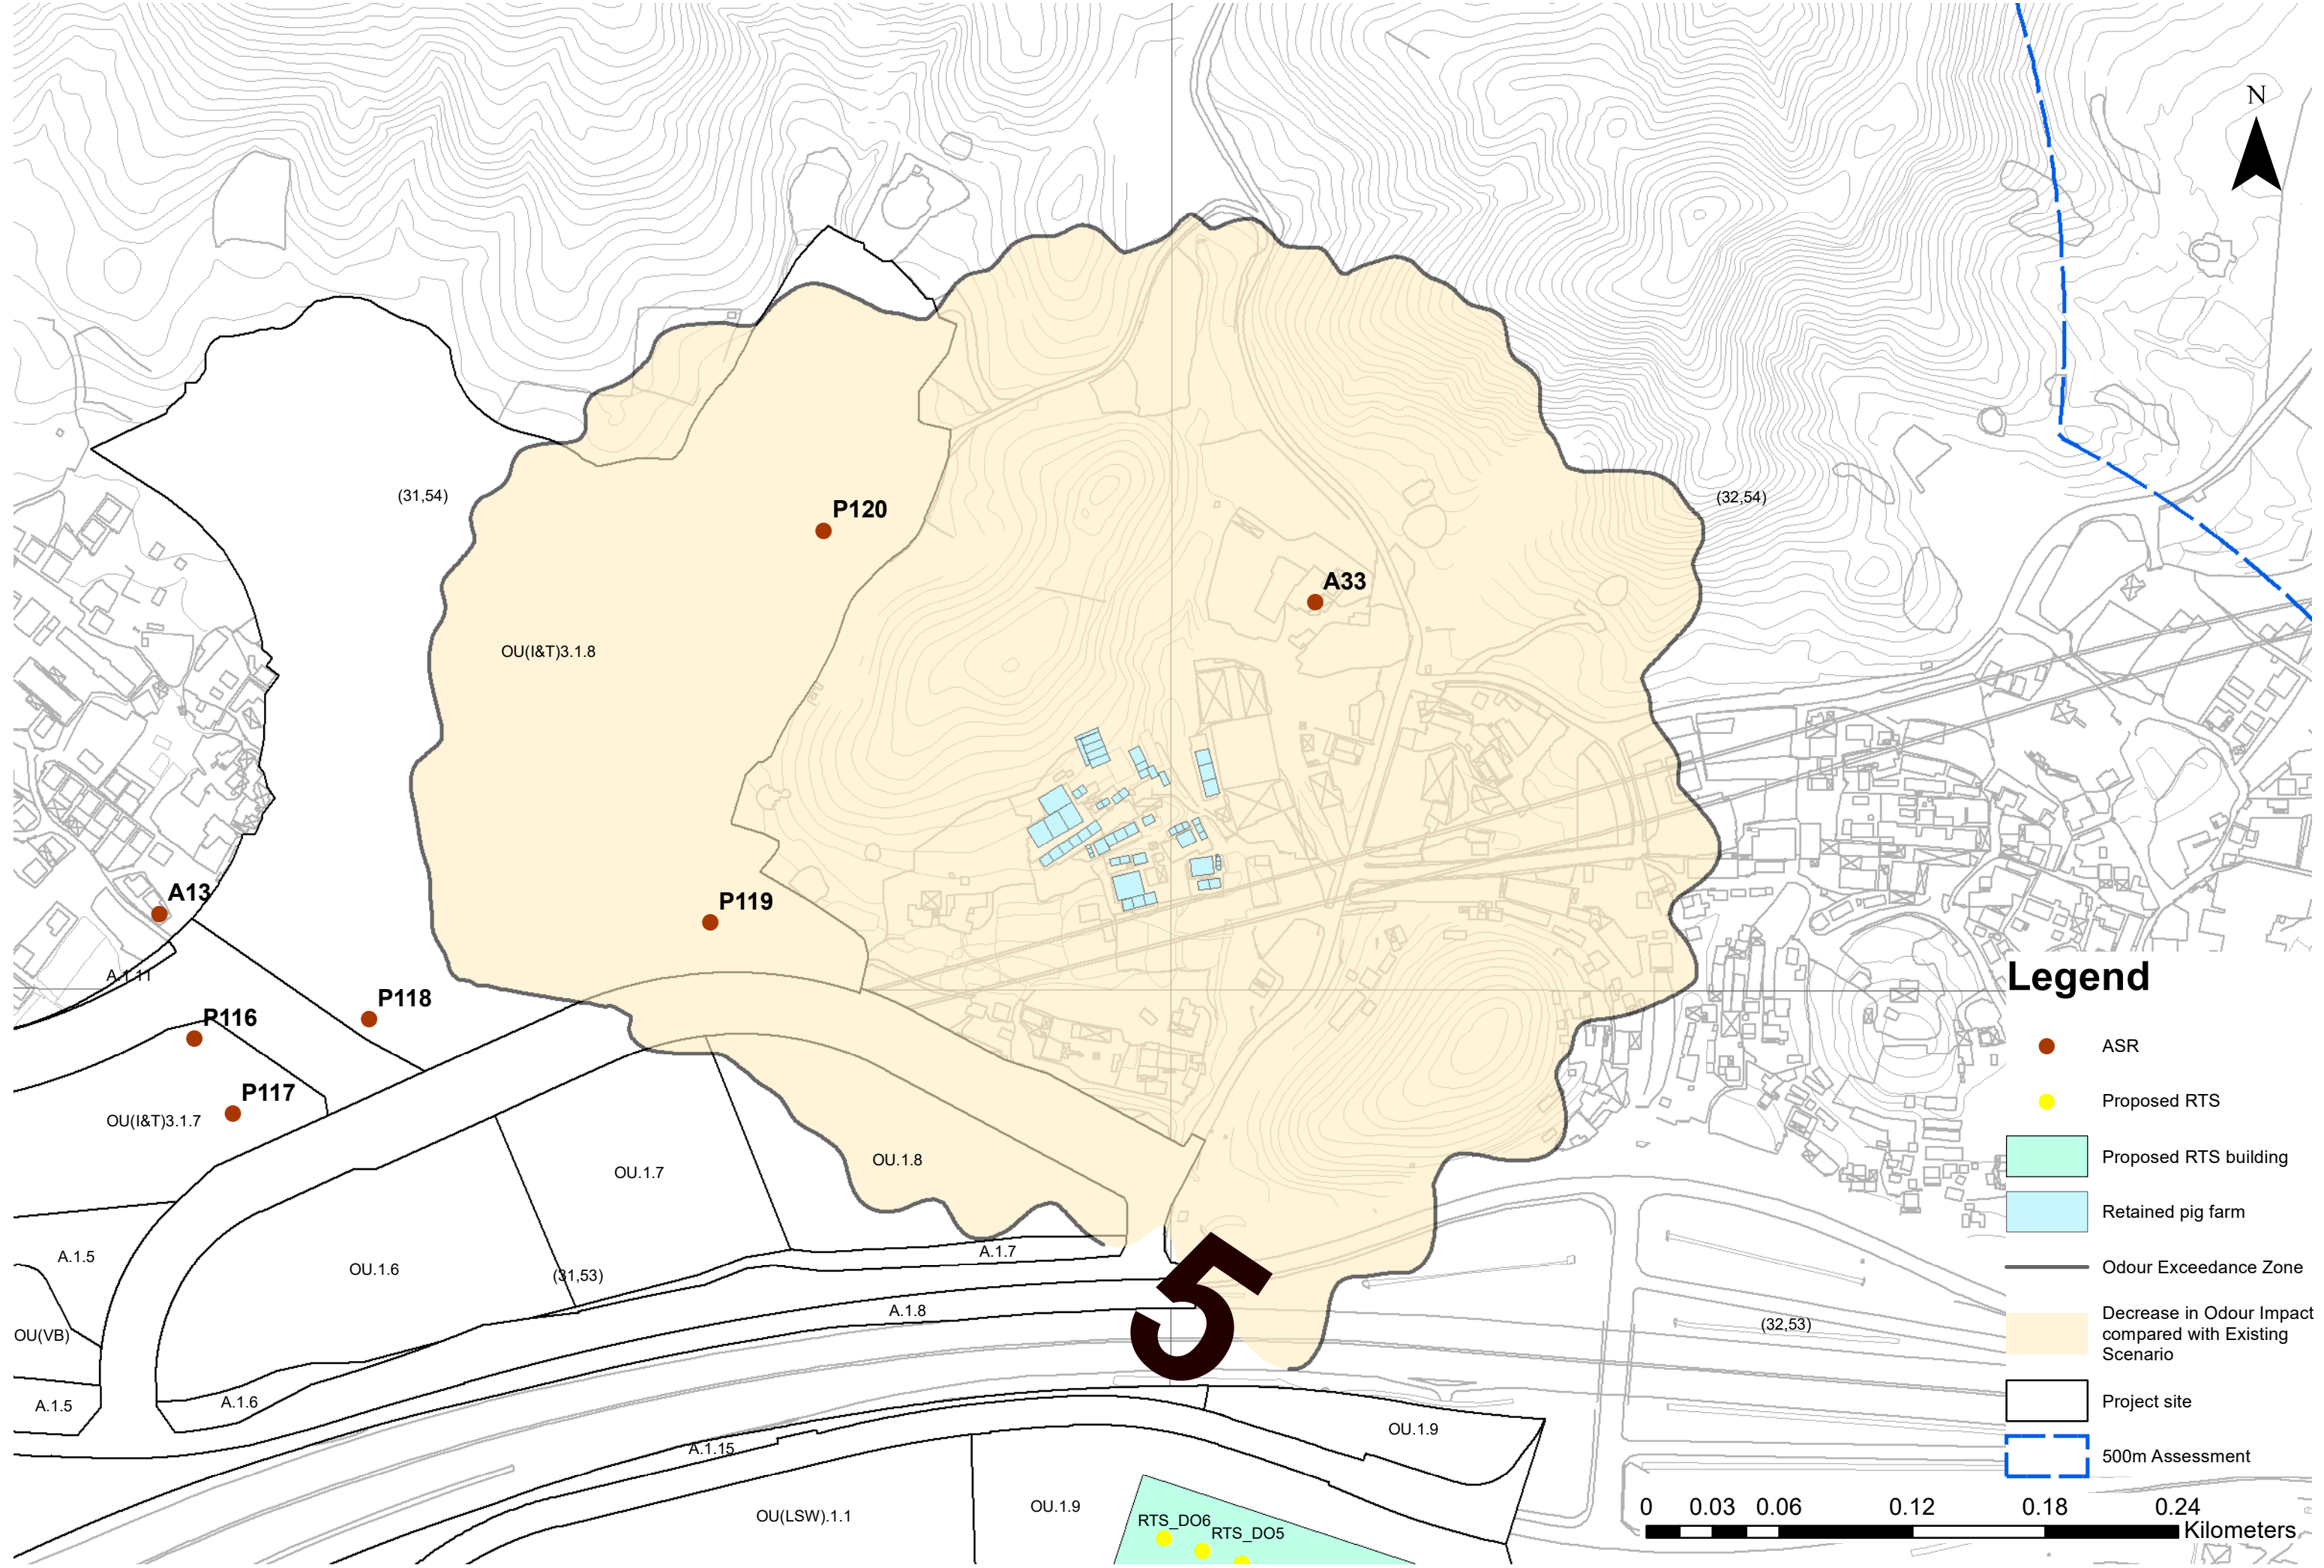 N
(31,54)
(32,54)
P120
A33
OU(I&T)3.1.8
A13
P119
A.1.11
P118
P116
P117
OU(I&T)3.1.7
OU.1.8
OU.1.7
A.1.7
A.1.5
OU.1.6
(31,53)
A.1.8
(32,53)
OU(VB)
5
A.1.5
A.1.6
A.1.15
OU.1.9
OU(LSW).1.1
OU.1.9
RTS_DO6
RTS_DO5
Legend
ASR
Proposed RTS
Proposed RTS building
Retained pig farm
Odour Exceedance Zone
Decrease in Odour Impact
compared with Existing
Scenario
Project site
500m Assessment
0 0.03 0.06 0.12 0.18 0.24
Kilometers